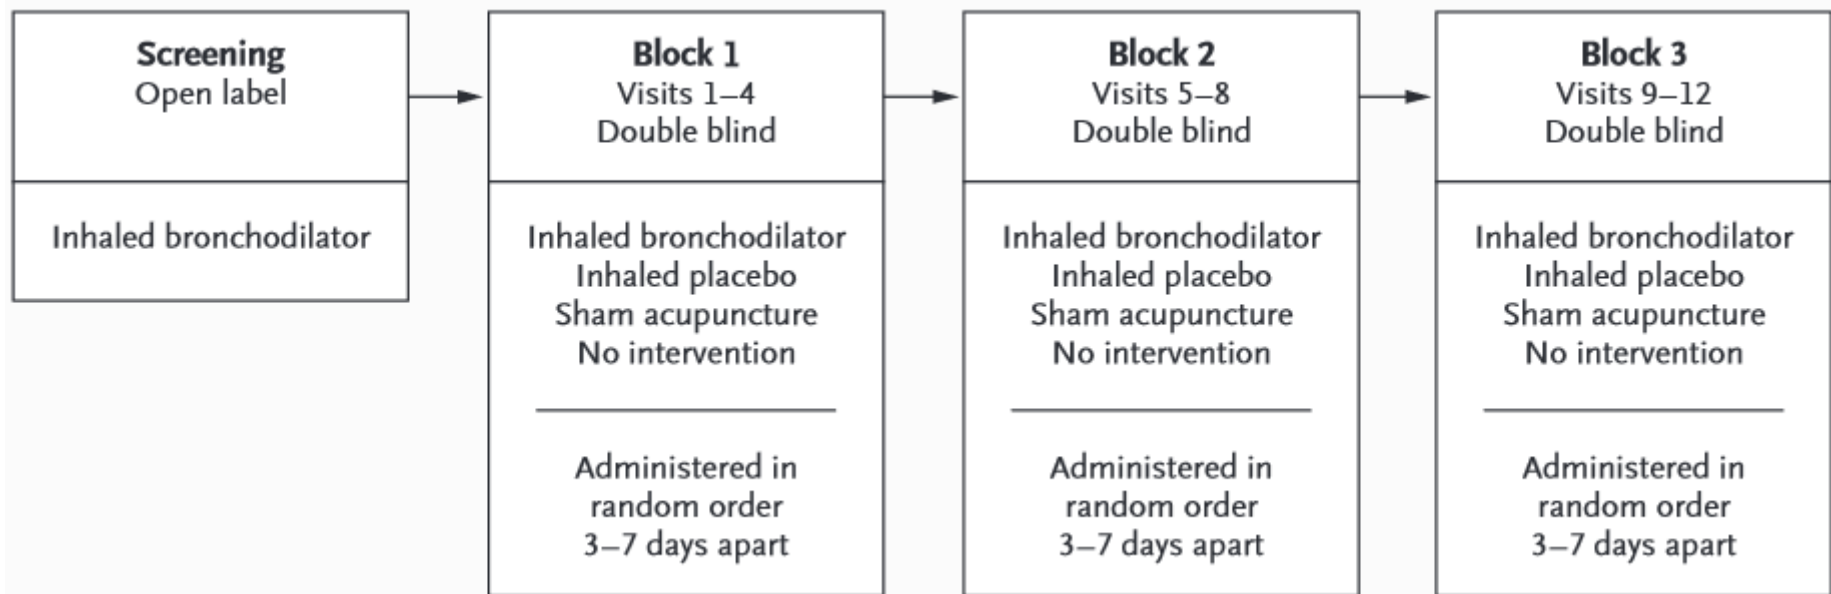 Screening
Open label
Inhaled bronchodilator
Block 1
Visits 1–4
Double blind
Inhaled bronchodilator
Inhaled placebo
Sham acupuncture
No intervention
Administered in
random order
3–7 days apart
Block 2
Visits 5–8
Double blind
Inhaled bronchodilator
Inhaled placebo
Sham acupuncture
No intervention
Administered in
random order
3–7 days apart
Block 3
Visits 9–12
Double blind
Inhaled bronchodilator
Inhaled placebo
Sham acupuncture
No intervention
Administered in
random order
3–7 days apart